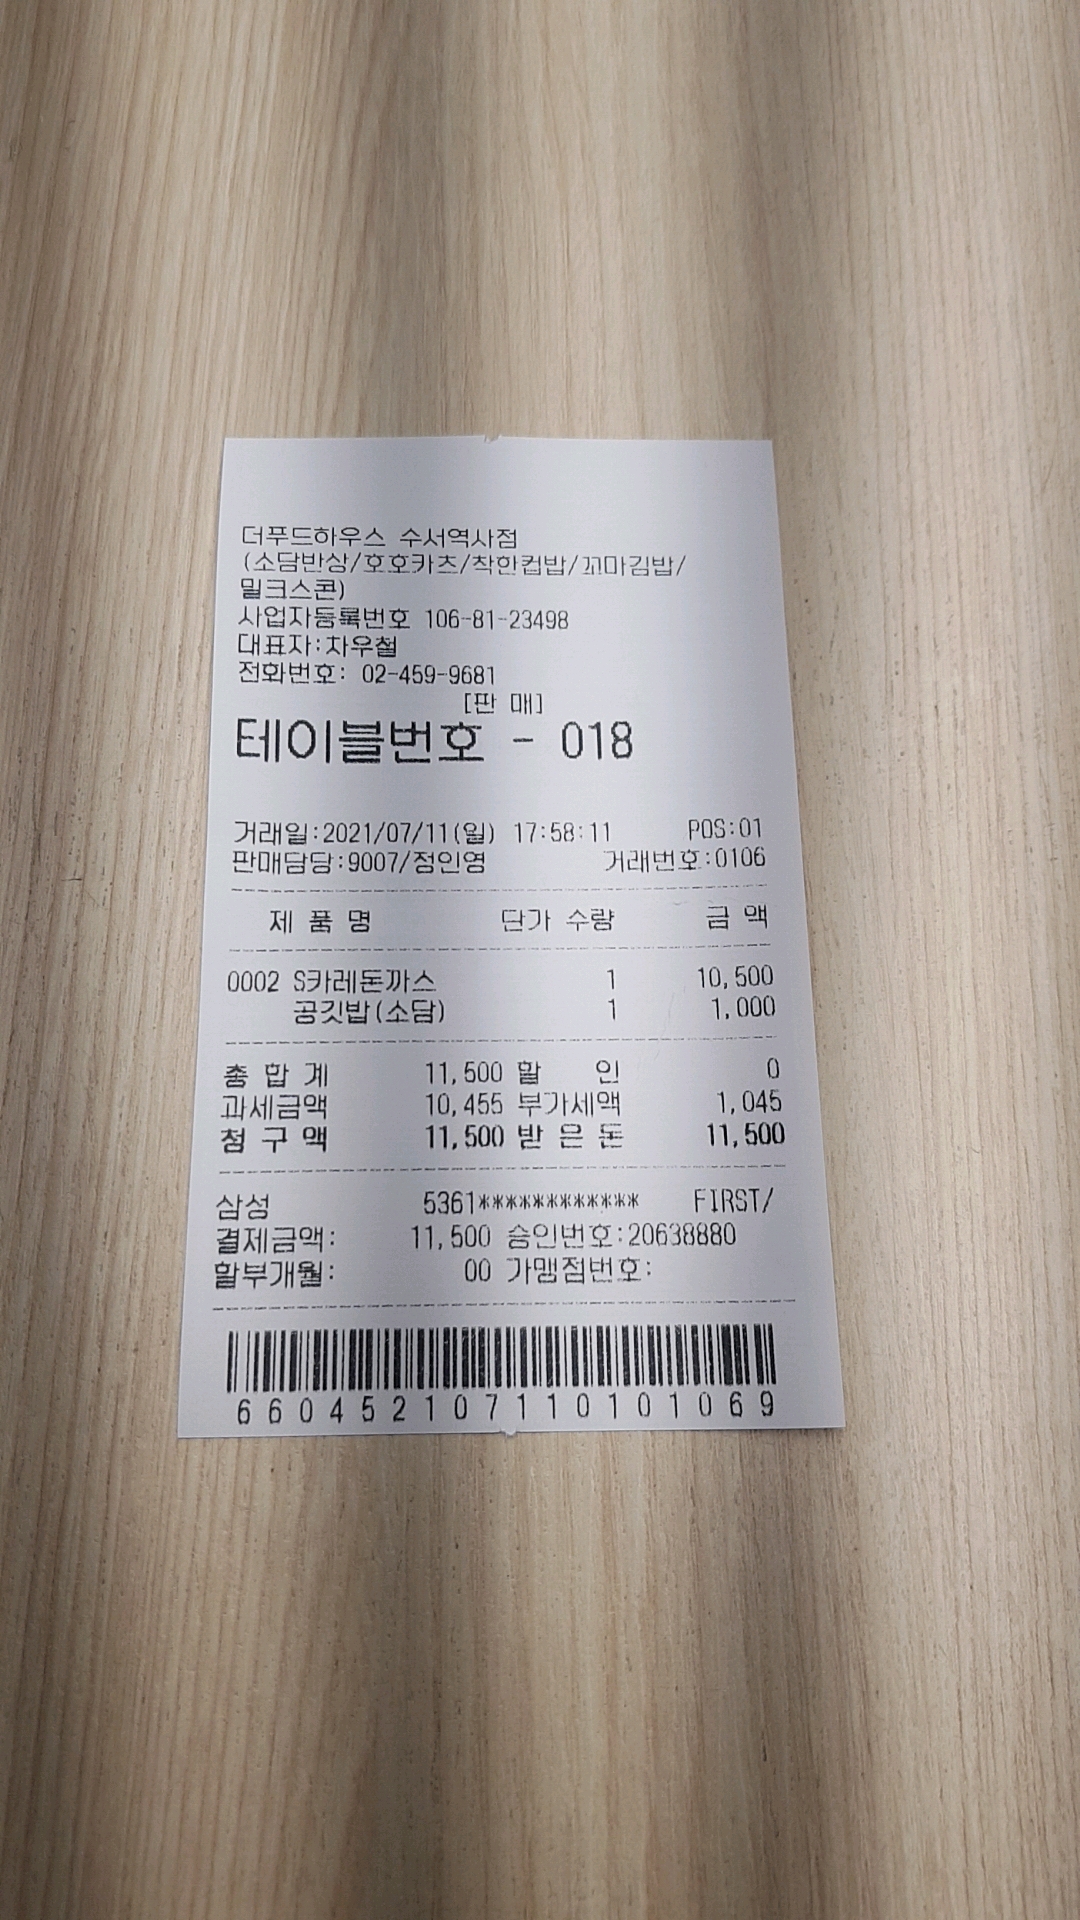 더푸드하우스 수서역사점
(소담반상/호호카츠/착한컵밥/꼬마김밥/
밀크스콘)
사업자등록번호 106-81-23498
대표자:차우철
전화번호: 02-459-9681
[판 매]
테이블번호 - 018
거래일:2021/07/11(일) 17:58:11 POS:01
판매담당:9007/정인영 거래번호:0106
제 품 명 단가 수량 금 액
0002 S카레돈까스 1 10,500
공깃밥(소담) 1 1,000
총 합 계 11,500 할 인 0
과세금액 10,455 부가세액 1,045
청 구 액 11,500 받 은 돈 11,500
삼성 5361************ FIRST/
결제금액: 11,500 승인번호:20638880
할부개월: 00 가맹점번호:
660452107110101069